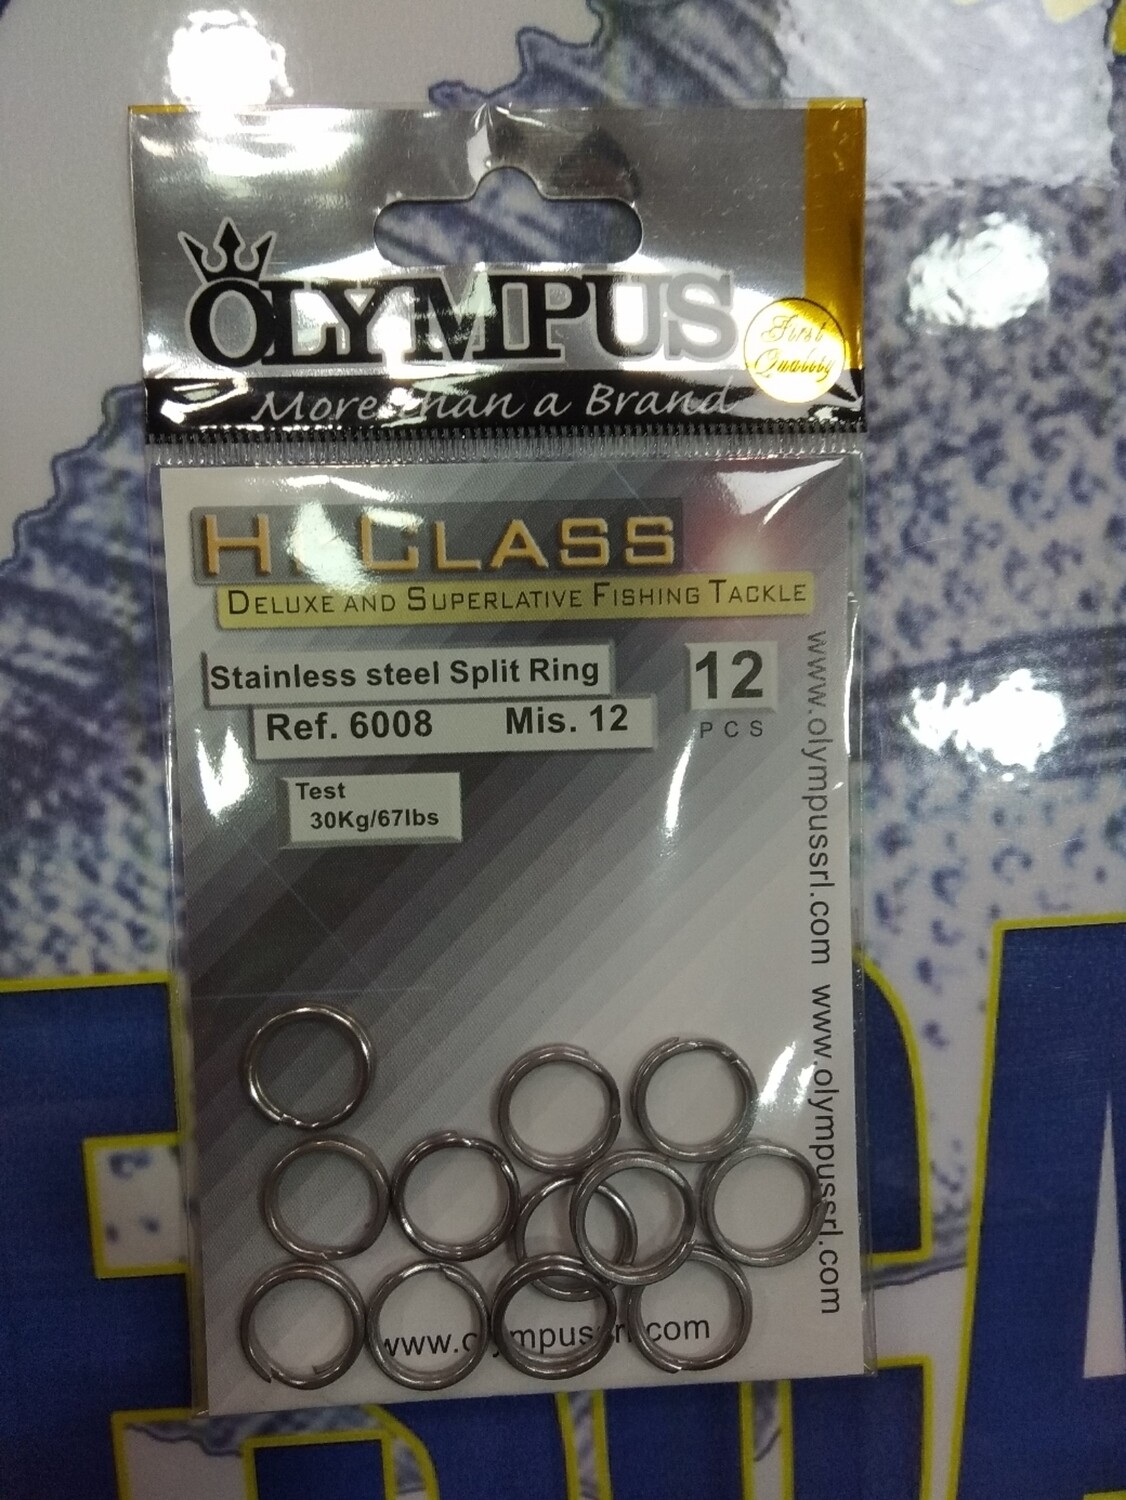 OLYMPUS
First
Quality
More than a Brand
Hi CLASS
DELUXE AND SUPERLATIVE FISHING TACKLE
Stainless steel Split Ring
12
PCS
Ref. 6008 Mis. 12
Test
30Kg/67lbs
www.olympussrl.com www.olympussrl.com
www.olympussrl.com